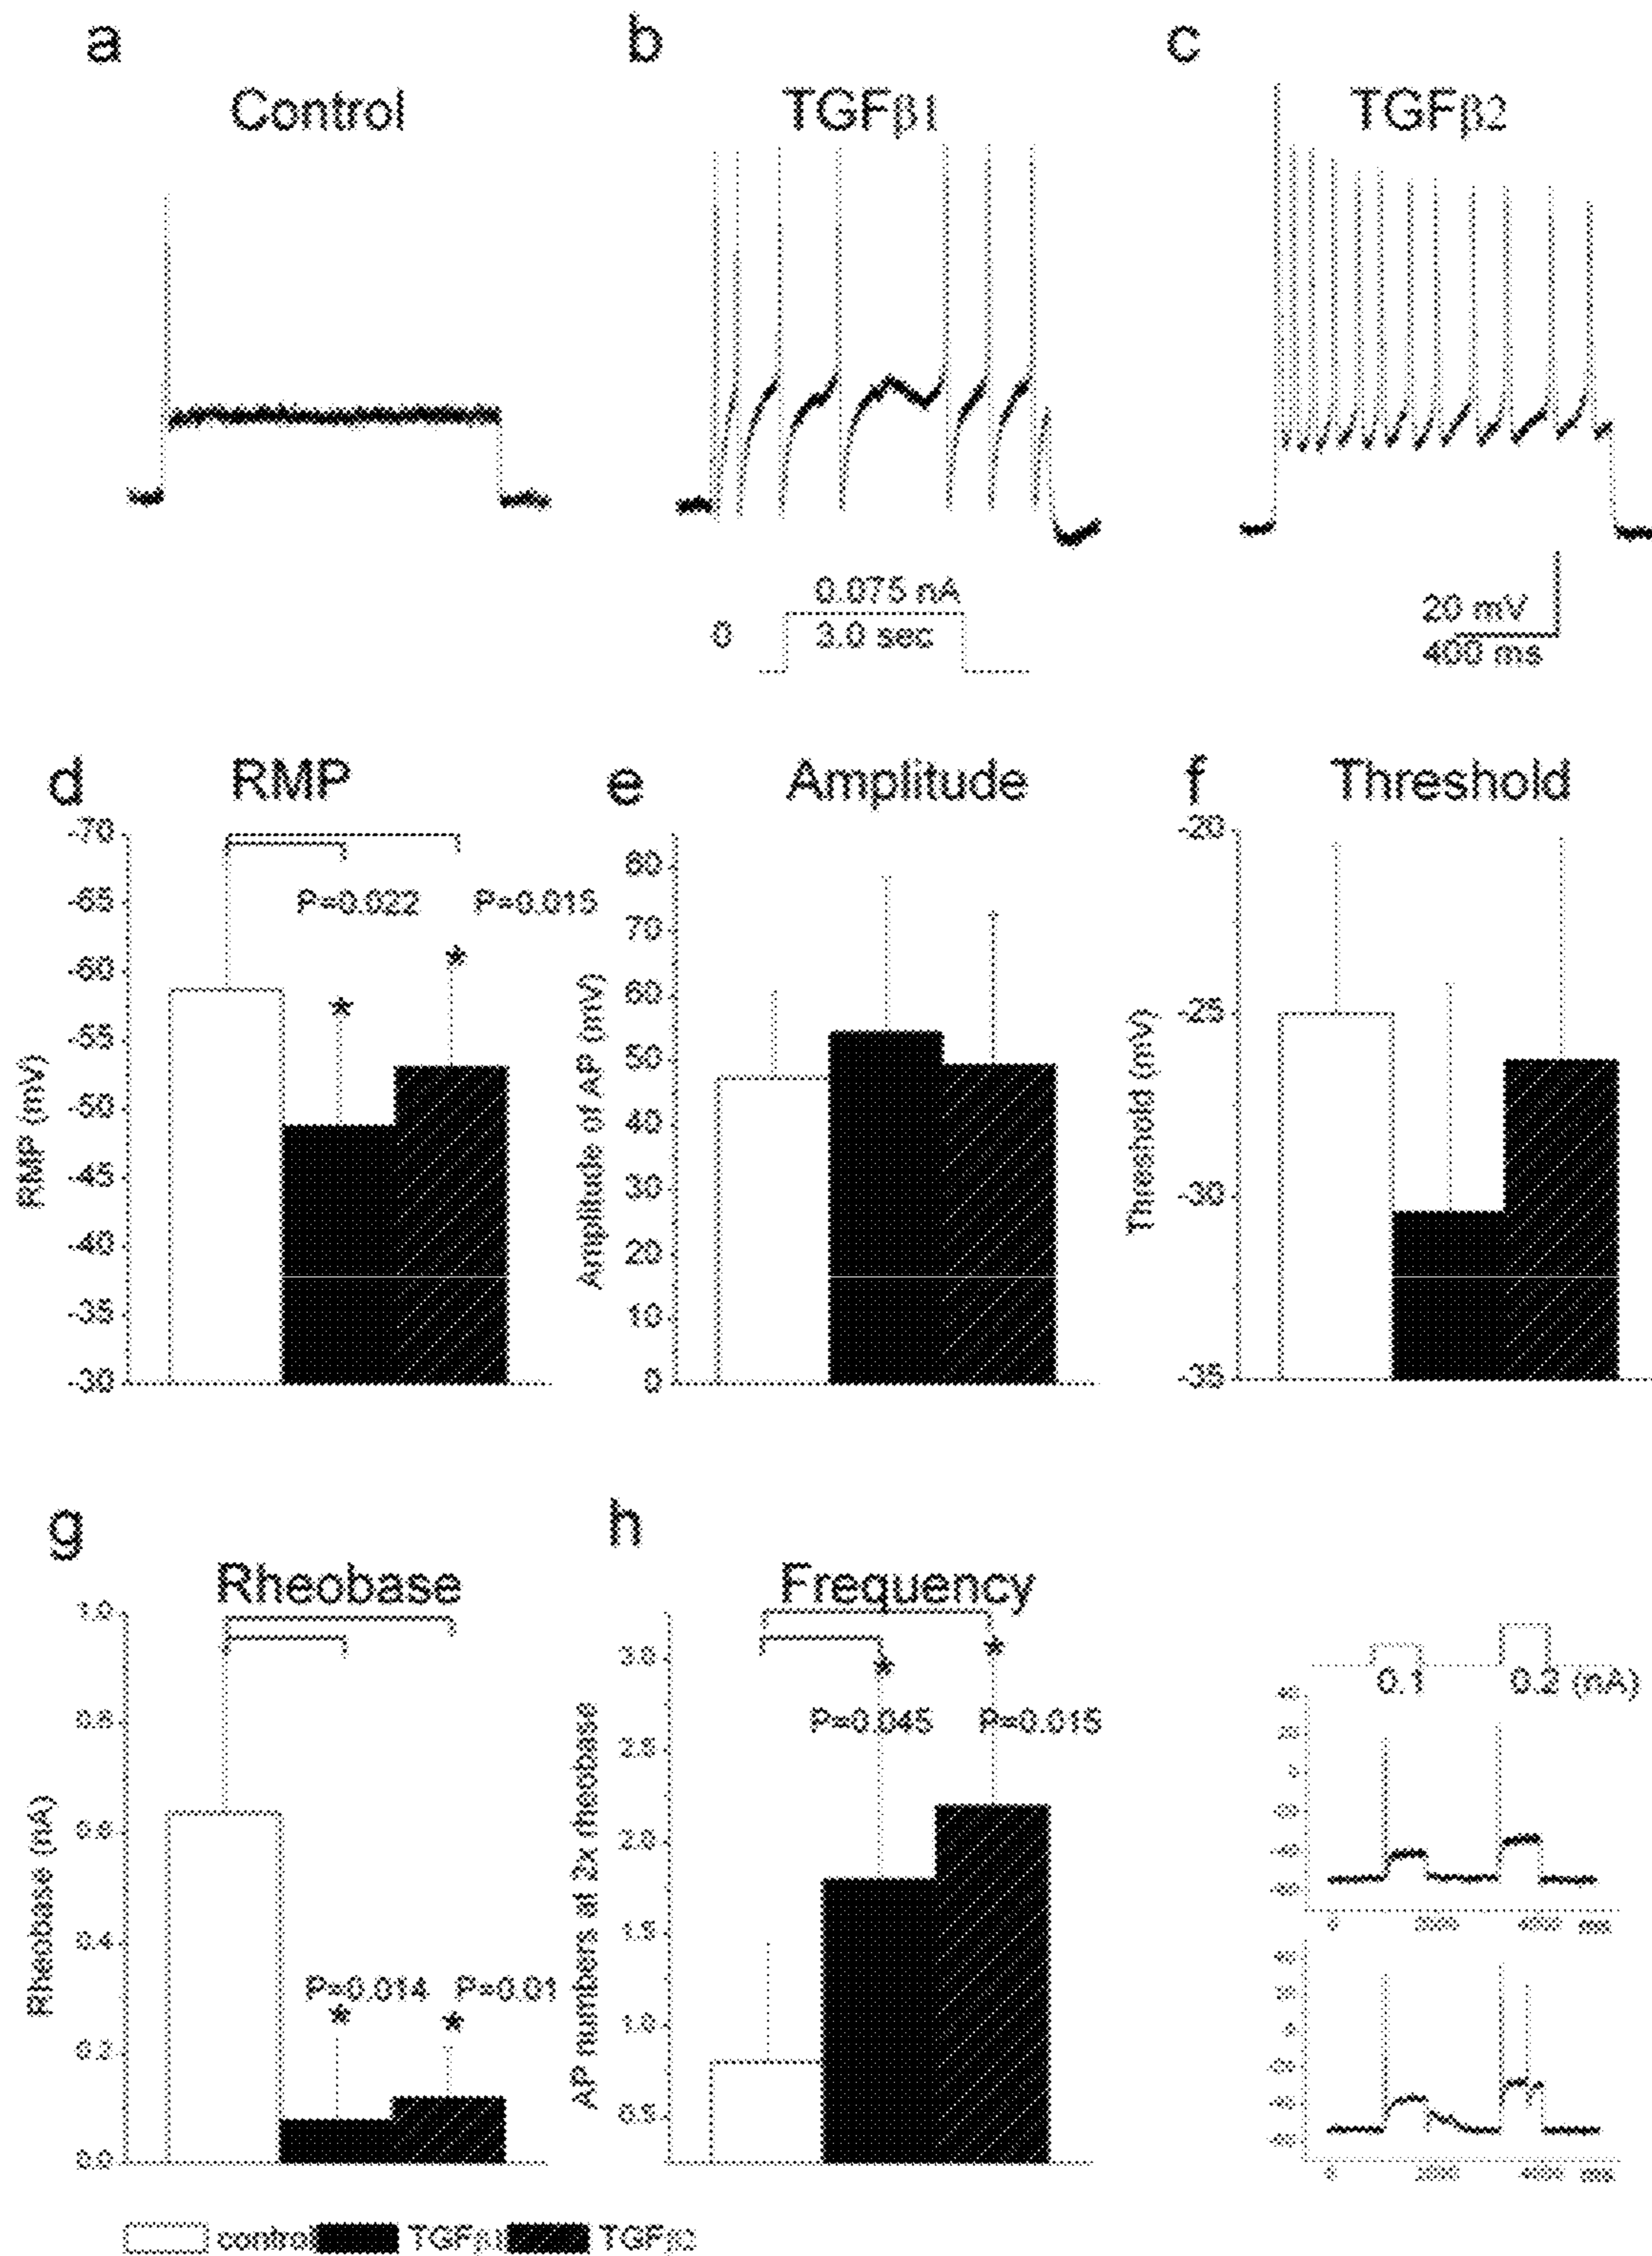 a
b
c
Control
TGFβ1
TGFβ2
0.075 nA
0
3.0 sec
20 mV
400 ms
d
RMP
e
Amplitude
f
Threshold
RMP (mV)
-70
-65
-60
-55
-50
-45
-40
-35
-30
P=0.022
P=0.015
*
*
Amplitude of AP (mV)
80
70
60
50
40
30
20
10
0
Threshold (mV)
-20
-25
-30
-35
g
Rheobase
h
Frequency
Rheobase (nA)
1.0
0.8
0.6
0.4
0.2
0.0
P=0.014
P=0.01
*
*
AP numbers at 2x rheobase
3.0
2.5
2.0
1.5
1.0
0.5
*
*
P=0.045
P=0.015
0.1
0.2 (nA)
0
4000
ms
4000
ms
control
TGFβ1
TGFβ2